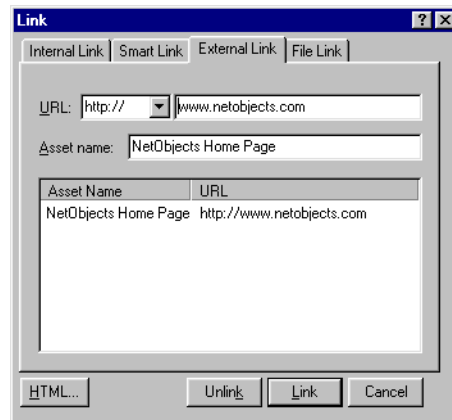 Link
Internal Link Smart Link External Link File Link
URL: http:// www.netobjects.com
Asset name: NetObjects Home Page
Asset Name URL
NetObjects Home Page http://www.netobjects.com
HTML... Unlink Link Cancel